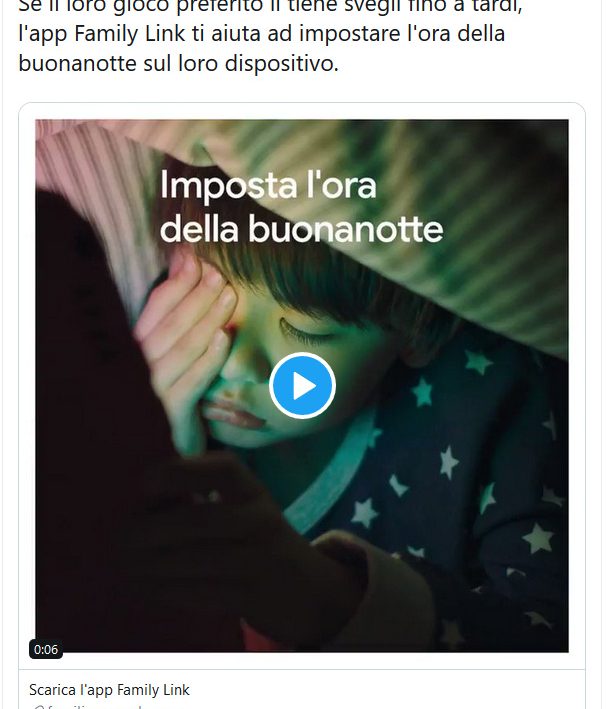 Se il loro gioco preferito li tiene svegli fino a tardi,
l'app Family Link ti aiuta ad impostare l'ora della
buonanotte sul loro dispositivo.
Imposta l'ora
della buonanotte
0:06
Scarica l'app Family Link